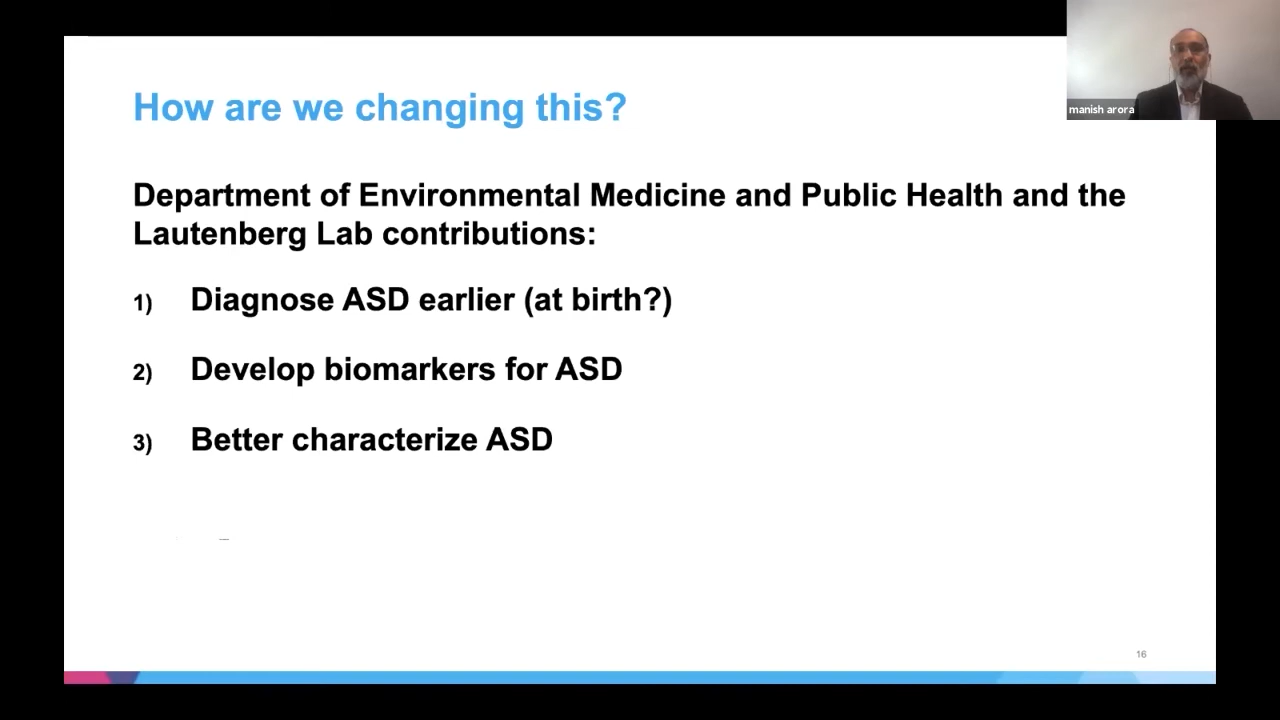 manish arora
How are we changing this?
Department of Environmental Medicine and Public Health and the
Lautenberg Lab contributions:
1) Diagnose ASD earlier (at birth?)
2) Develop biomarkers for ASD
3) Better characterize ASD
16